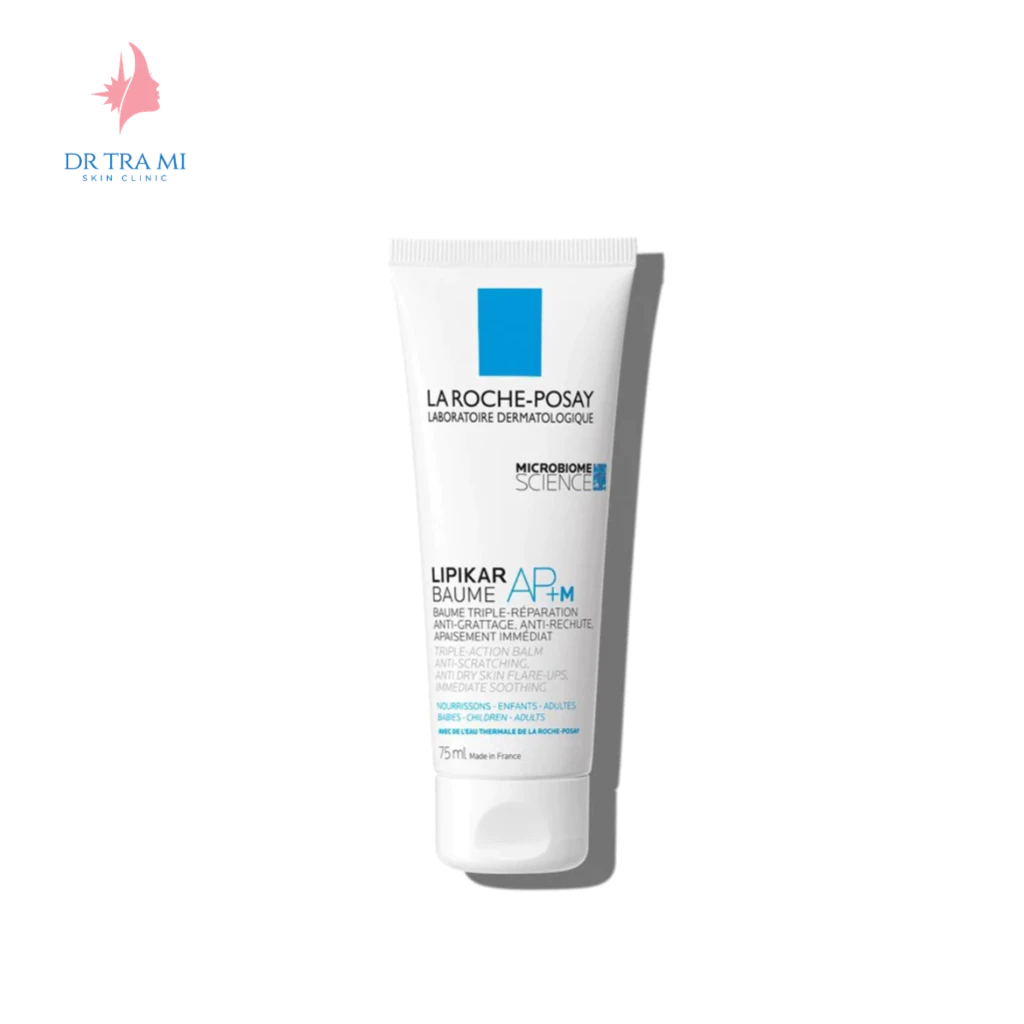 DR TRA MI
SKIN CLINIC
LA ROCHE-POSAY
LABORATOIRE DERMATOLOGIQUE
MICROBIOME
SCIENCE
LIPIKAR
BAUME AP+M
BAUME TRIPLE-RÉPARATION
ANTI-GRATTAGE, ANTI-RECHUTE,
APAISEMENT IMMÉDIAT
TRIPLE-ACTION BALM
ANTI-SCRATCHING,
ANTI DRY SKIN FLARE-UPS,
IMMEDIATE SOOTHING
NOURRISSONS - ENFANTS - ADULTES
BABIES - CHILDREN - ADULTS
AVEC DE L'EAU THERMALE DE LA ROCHE-POSAY
75 ml Made in France